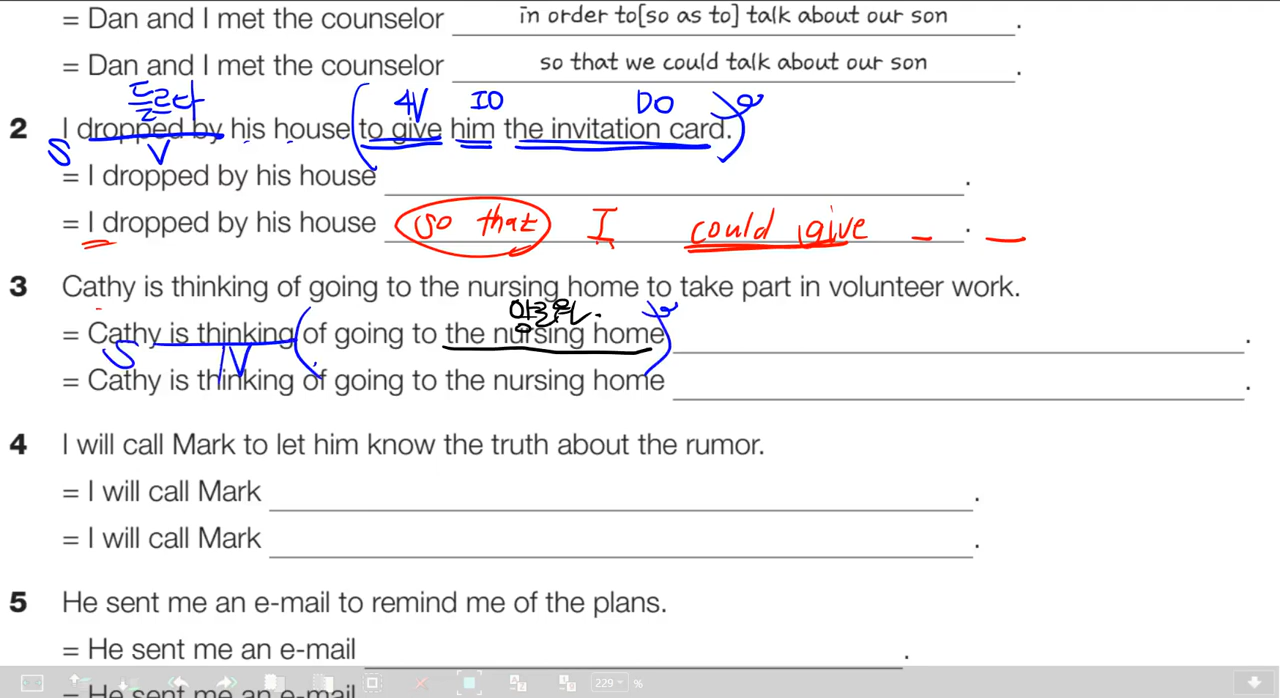 = Dan and I met the counselor in order to[so as to] talk about our son .
= Dan and I met the counselor so that we could talk about our son .
들르다 4V IO DO
2 I dropped by his house (to give him the invitation card.)
S V
= I dropped by his house .
= I dropped by his house so that I could give _ . _
3 Cathy is thinking of going to the nursing home to take part in volunteer work.
양로원.
= Cathy is thinking (of going to the nursing home) .
S V
= Cathy is thinking of going to the nursing home .
4 I will call Mark to let him know the truth about the rumor.
= I will call Mark .
= I will call Mark .
5 He sent me an e-mail to remind me of the plans.
= He sent me an e-mail .
= He sent me an e-mail
229 %